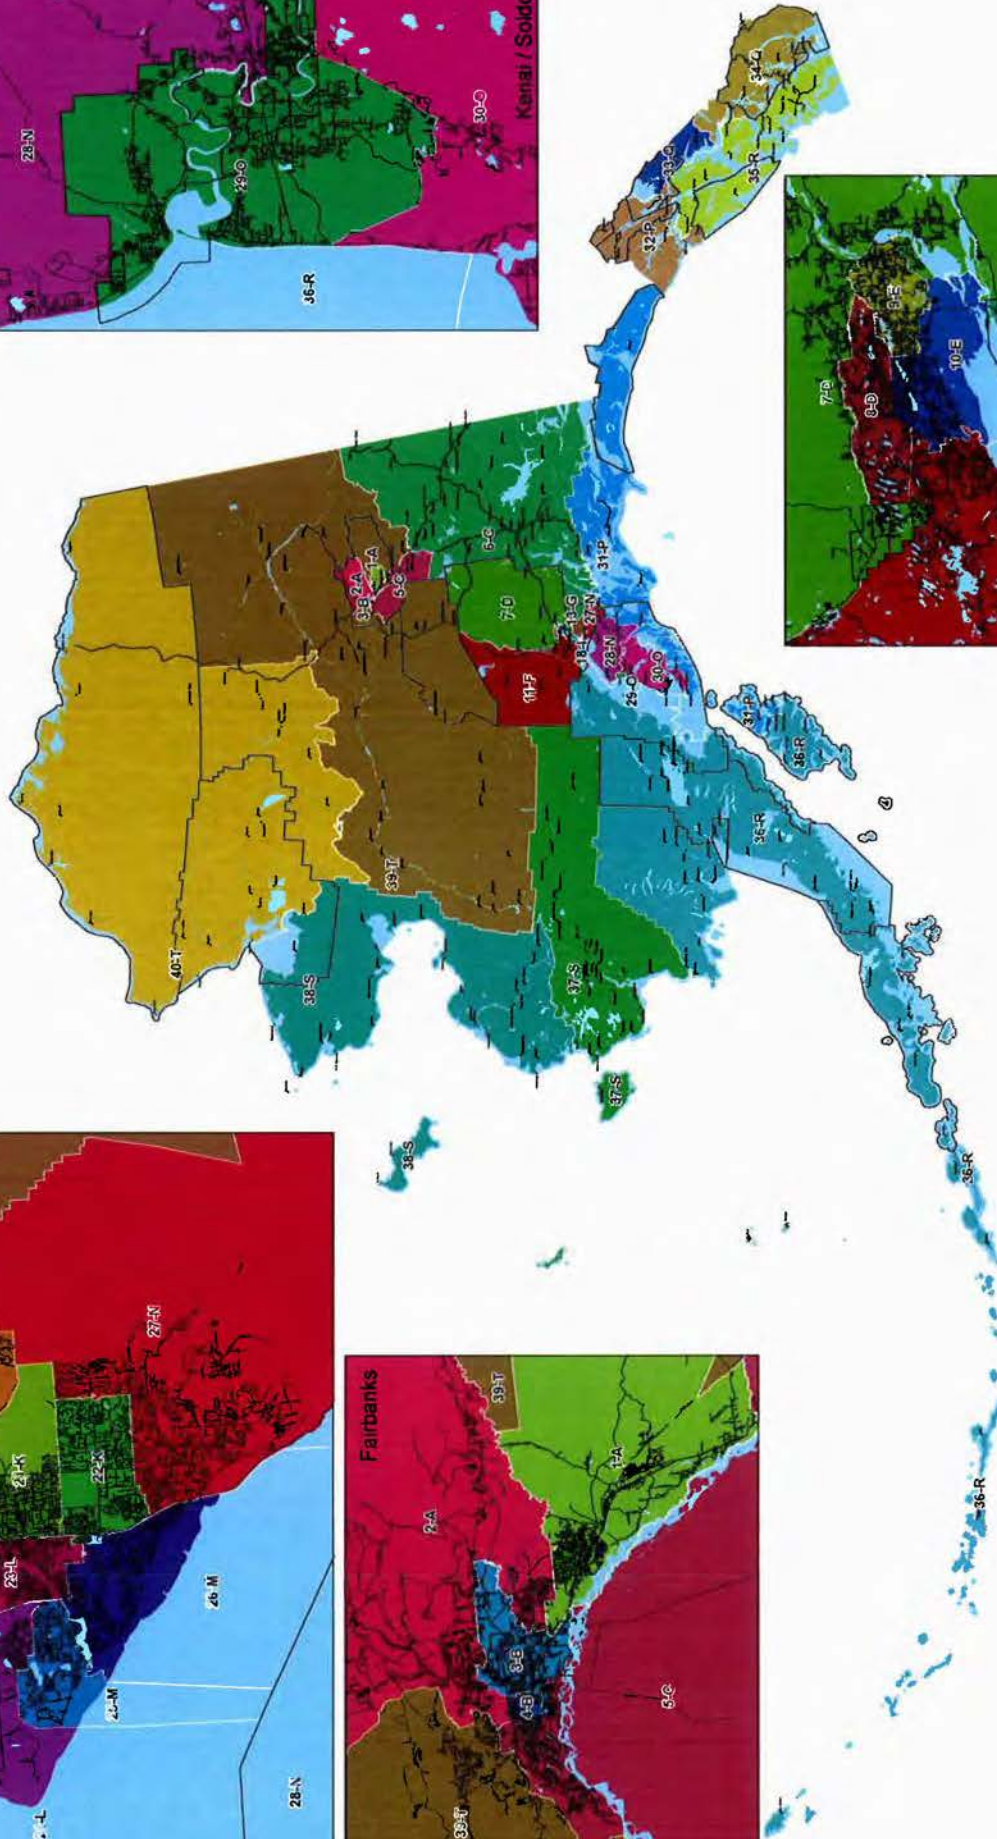 28-N
29-O
30-O
36-R
Kenai / Soldo
34-Q
33-Q
35-R
32-P
7-D
8-D
9-E
10-E
40-T
39-T
38-S
38-S
37-S
37-S
2-A
1-A
3-B
5-C
6-C
7-D
11-F
27-N
28-N
29-O
30-O
31-P
31-P
36-R
36-R
36-R
36-R
21-K
22-K
23-L
27-N
26-M
28-N
Fairbanks
39-T
2-A
1-A
3-B
4-B
5-C
39-T